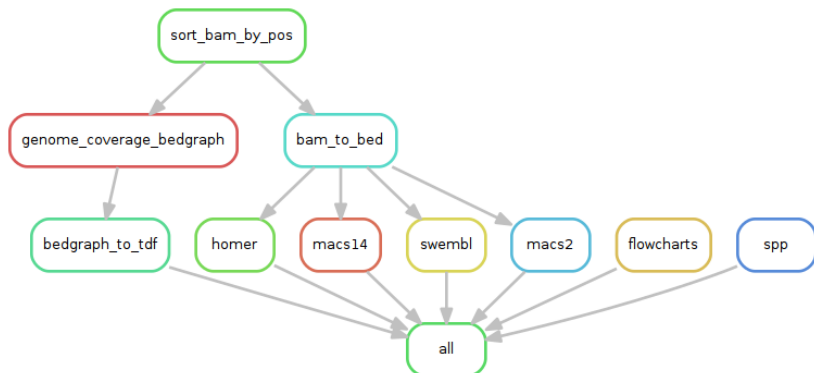 sort_bam_by_pos
genome_coverage_bedgraph
bam_to_bed
bedgraph_to_tdf
homer
macs14
swembl
macs2
flowcharts
spp
all